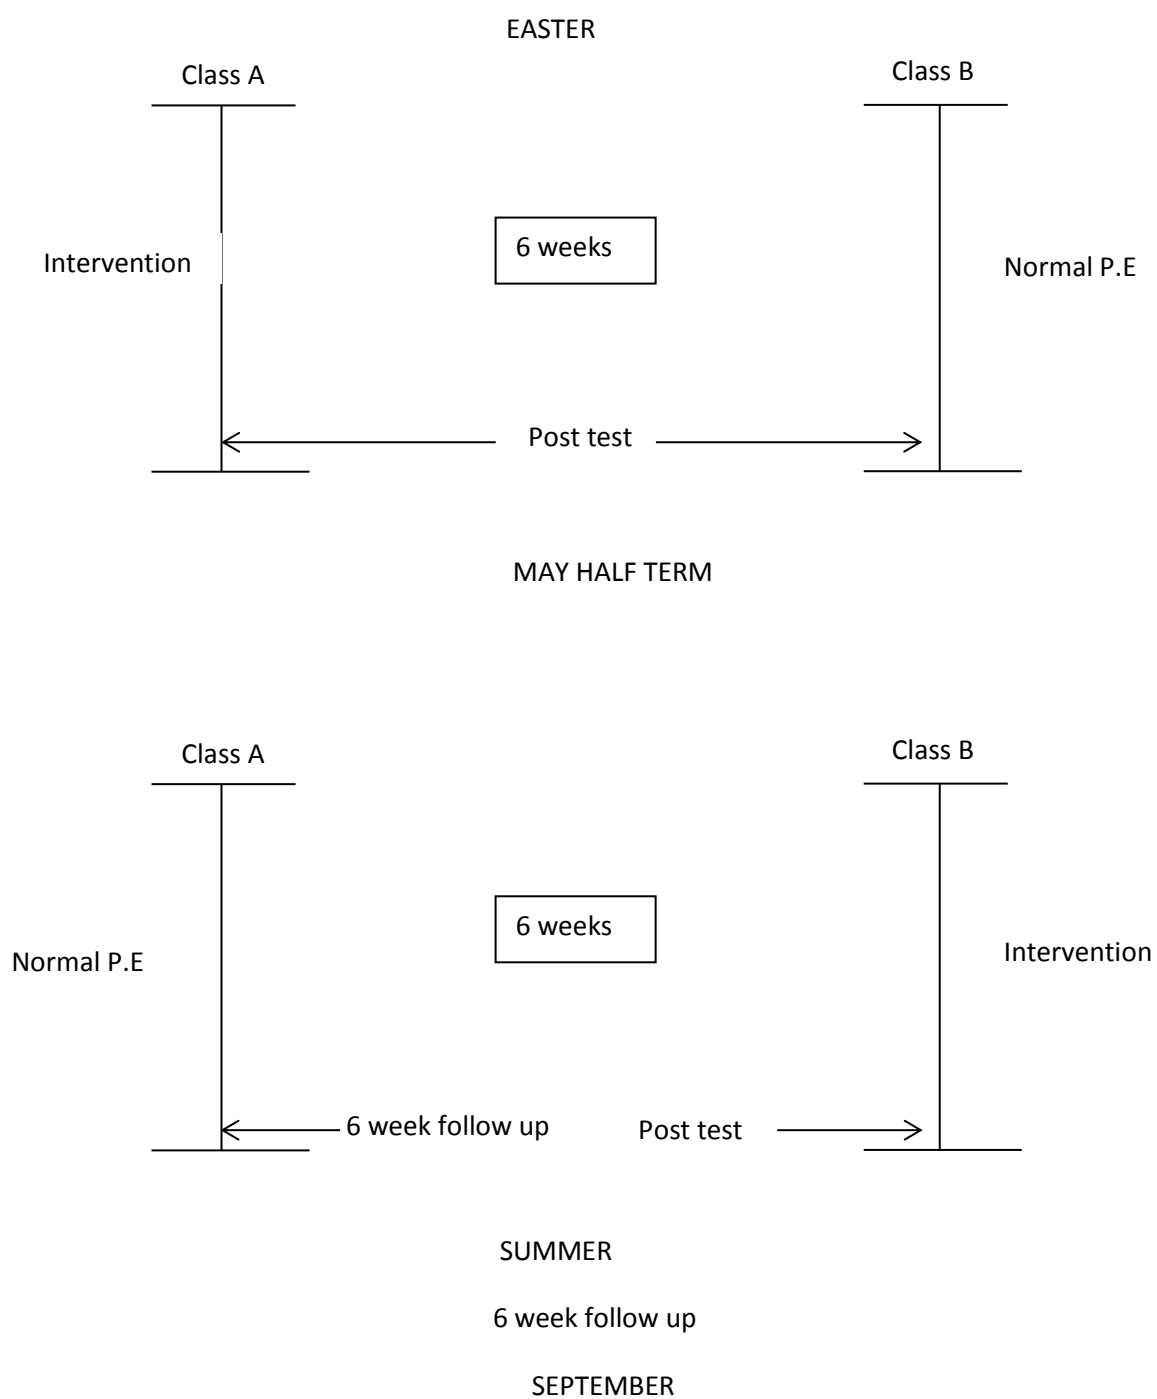 EASTER
Class A
Class B
6 weeks
Intervention
Normal P.E
Post test
MAY HALF TERM
Class A
Class B
6 weeks
Normal P.E
Intervention
6 week follow up
Post test
SUMMER
6 week follow up
SEPTEMBER